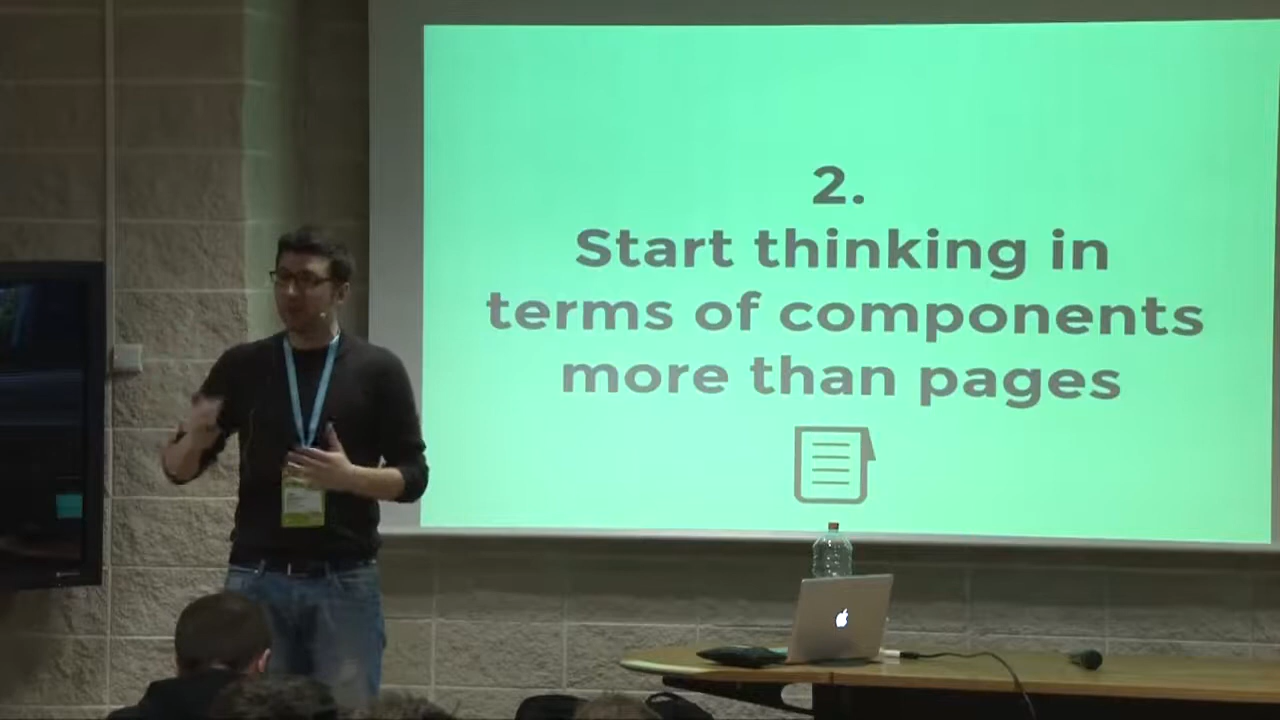 2.
Start thinking in
terms of components
more than pages